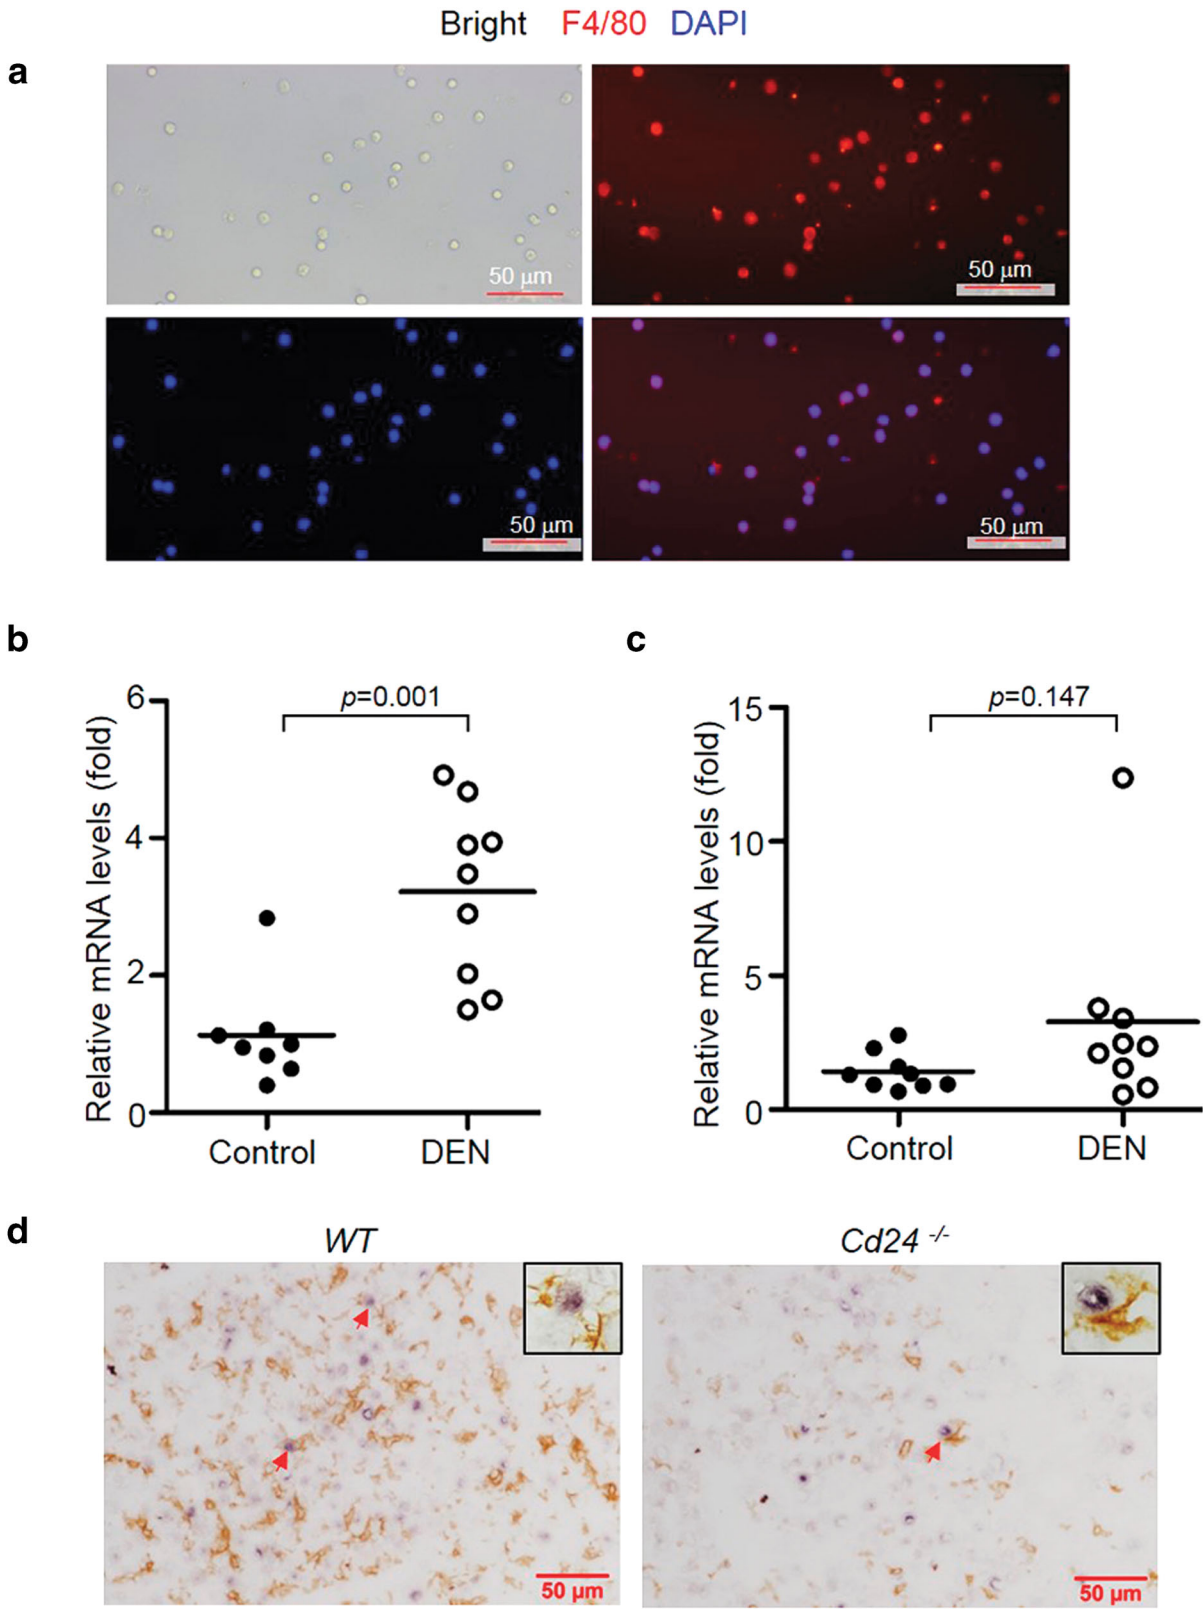 Bright F4/80 DAPI
a
50 µm
50 µm
50 µm
50 µm
b
c
p=0.001
Relative mRNA levels (fold)
6
4
2
0
Control
DEN
p=0.147
Relative mRNA levels (fold)
15
10
5
0
Control
DEN
d
WT
Cd24 -/-
50 µm
50 µm